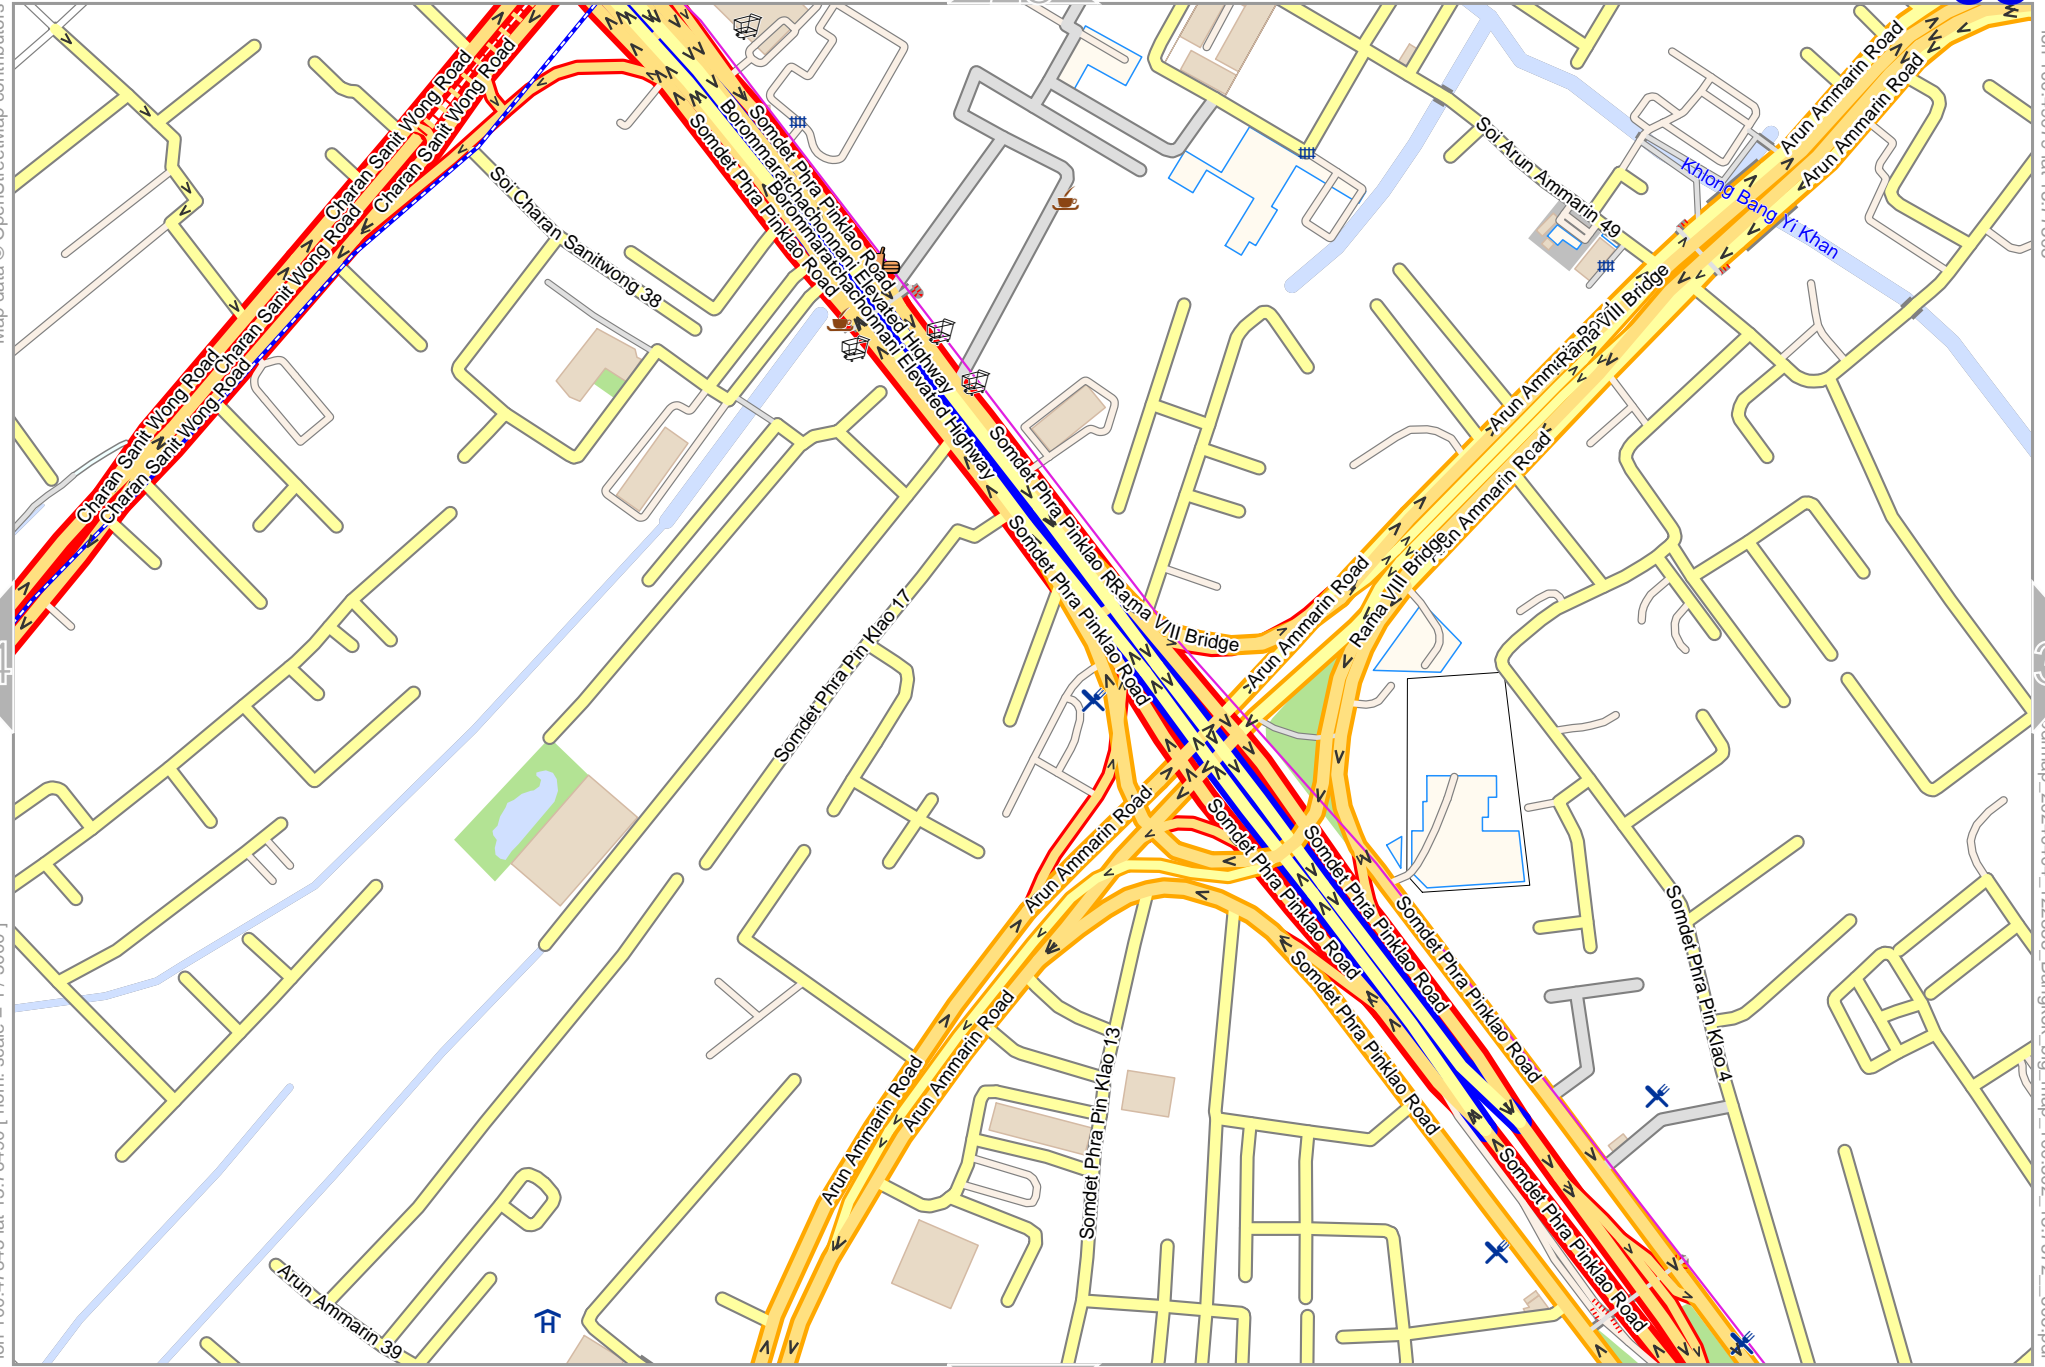 Charan Sanit Wong Road
Charan Sanit Wong Road
Charan Sanit Wong Road
Charan Sanit Wong Road
Charan Sanit Wong Road
Charan Sanit Wong Road
Soi Charan Sanitwong 38
Somdet Phra Pinklao Road
Somdet Phra Pinklao Road
Borommaratchachonnani Elevated Highway
Borommaratchachonnani Elevated Highway
Arun Ammarin Road
Arun Ammarin Road
Soi Arun Ammarin 49
Khlong Bang Yi Khan
Rama VIII Bridge
Arun Ammarin Road
Somdet Phra Pinklao R
Rama VIII Bridge
Somdet Phra Pinklao Road
Arun Ammarin Road
Rama VIII Bridge
Somdet Phra Pin Klao 17
Arun Ammarin Road
Somdet Phra Pinklao Road
Somdet Phra Pinklao Road
Somdet Phra Pinklao Road
Somdet Phra Pinklao Road
Somdet Phra Pin Klao 4
Arun Ammarin Road
Arun Ammarin Road
Somdet Phra Pin Klao 13
Somdet Phra Pinklao Road
Arun Ammarin 39
H